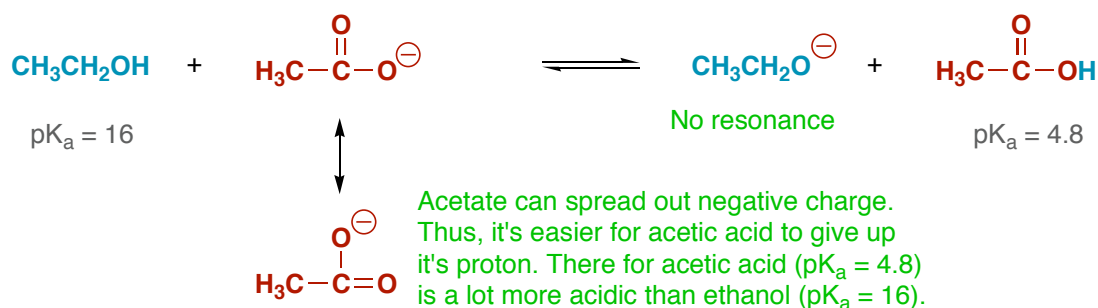 O
CH₃CH₂OH + H₃C—C—O⊖ ⇌ CH₃CH₂O⊖ + H₃C—C—OH
O
No resonance
pKₐ = 16
pKₐ = 4.8
Acetate can spread out negative charge.
Thus, it's easier for acetic acid to give up
it's proton. There for acetic acid (pKₐ = 4.8)
is a lot more acidic than ethanol (pKₐ = 16).
O⊖
H₃C—C=O